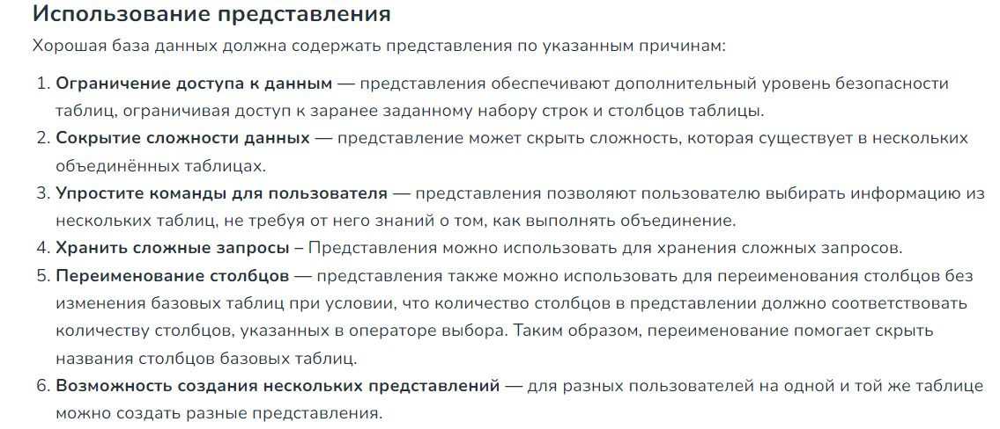 Использование представления
Хорошая база данных должна содержать представления по указанным причинам:
1. Ограничение доступа к данным — представления обеспечивают дополнительный уровень безопасности
таблиц, ограничивая доступ к заранее заданному набору строк и столбцов таблицы.
2. Сокрытие сложности данных — представление может скрыть сложность, которая существует в нескольких
объединённых таблицах.
3. Упростите команды для пользователя — представления позволяют пользователю выбирать информацию из
нескольких таблиц, не требуя от него знаний о том, как выполнять объединение.
4. Хранить сложные запросы – Представления можно использовать для хранения сложных запросов.
5. Переименование столбцов — представления также можно использовать для переименования столбцов без
изменения базовых таблиц при условии, что количество столбцов в представлении должно соответствовать
количеству столбцов, указанных в операторе выбора. Таким образом, переименование помогает скрыть
названия столбцов базовых таблиц.
6. Возможность создания нескольких представлений — для разных пользователей на одной и той же таблице
можно создать разные представления.